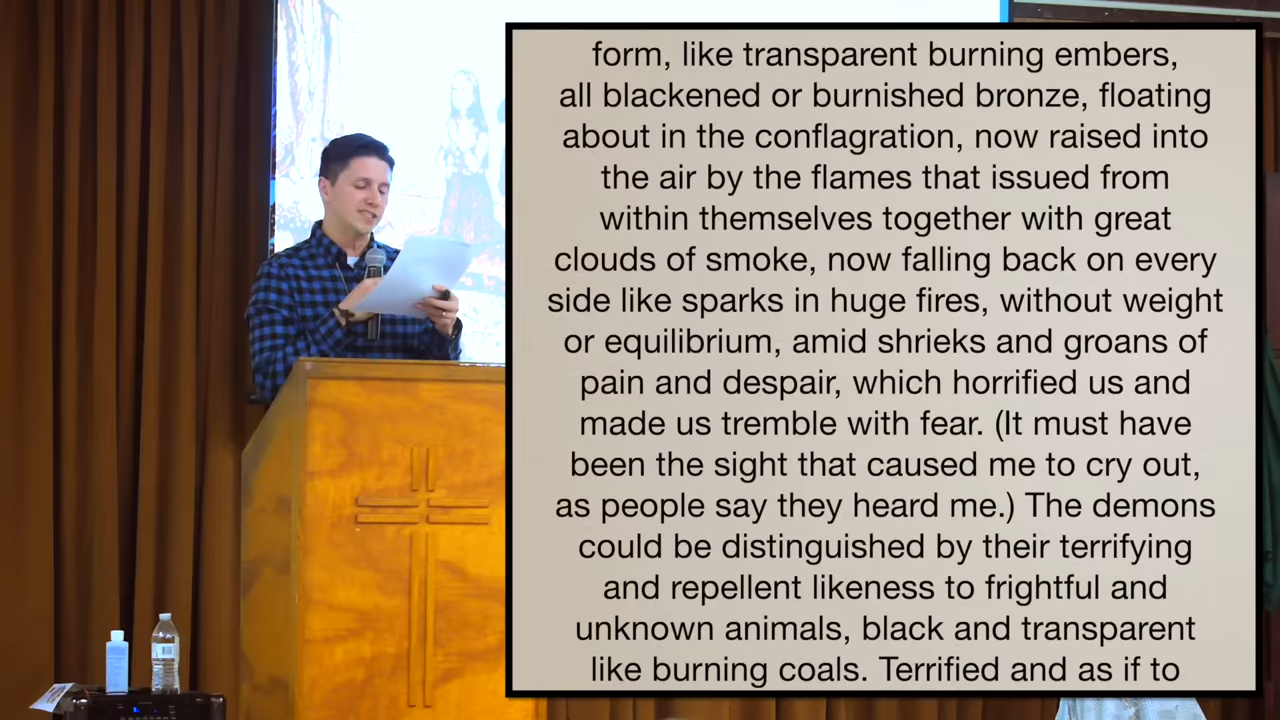 form, like transparent burning embers,
all blackened or burnished bronze, floating
about in the conflagration, now raised into
the air by the flames that issued from
within themselves together with great
clouds of smoke, now falling back on every
side like sparks in huge fires, without weight
or equilibrium, amid shrieks and groans of
pain and despair, which horrified us and
made us tremble with fear. (It must have
been the sight that caused me to cry out,
as people say they heard me.) The demons
could be distinguished by their terrifying
and repellent likeness to frightful and
unknown animals, black and transparent
like burning coals. Terrified and as if to